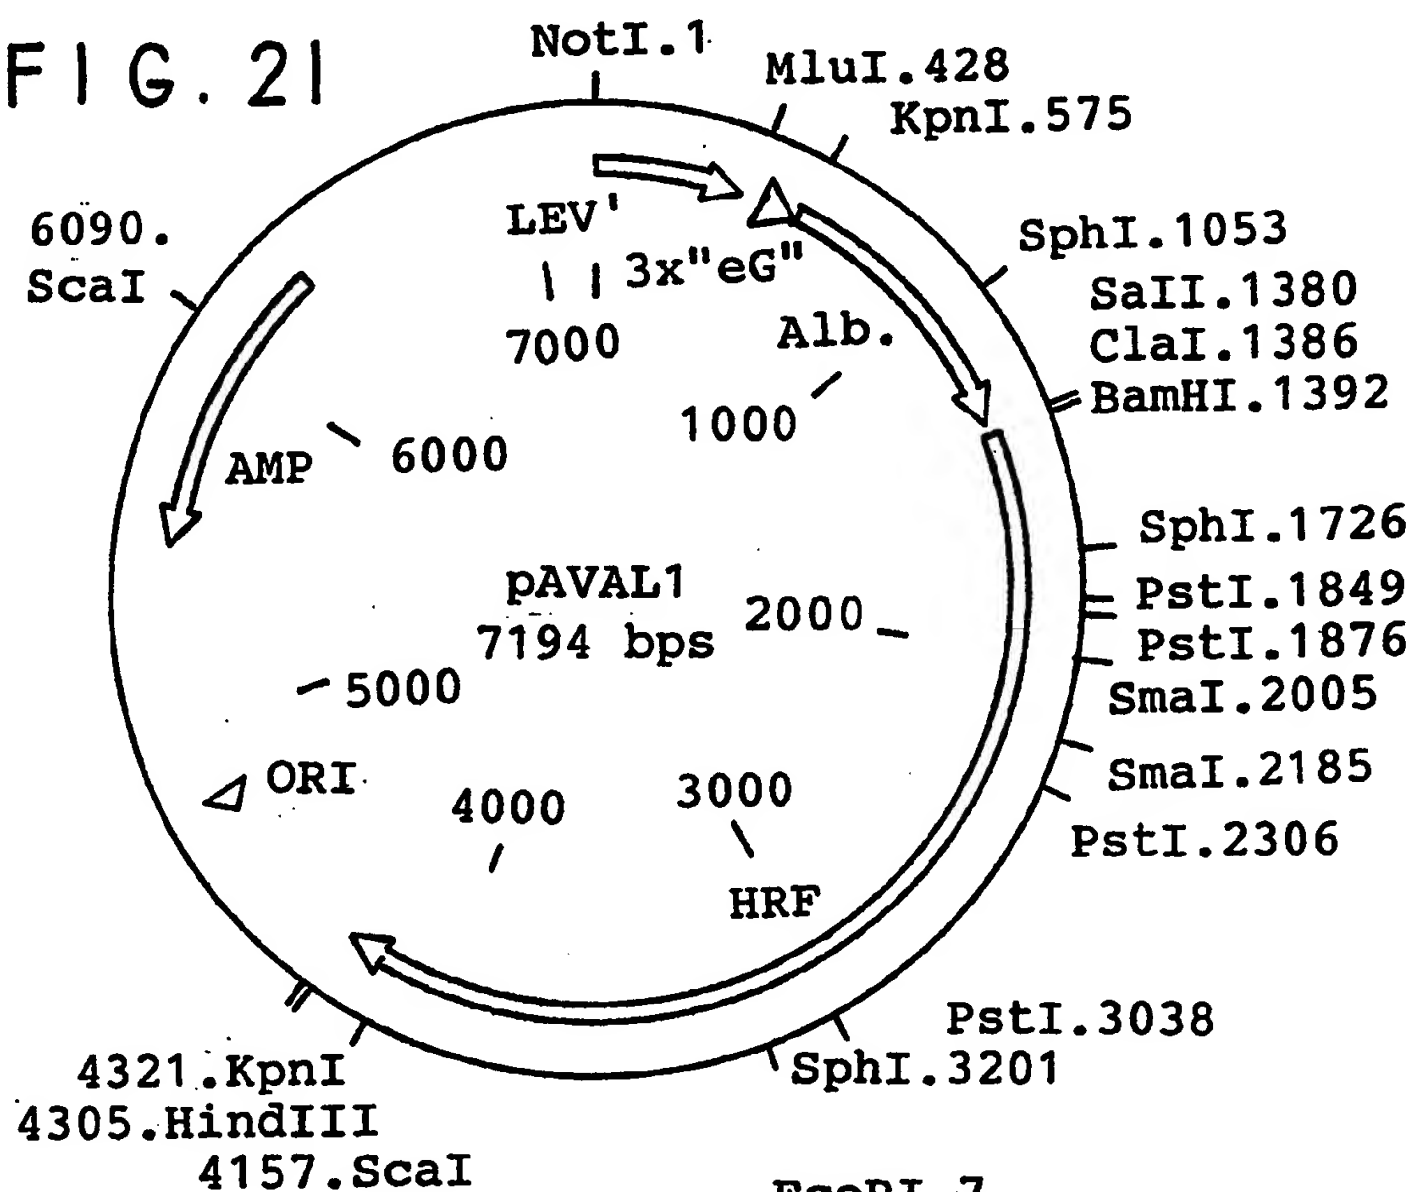 FIG. 21
NotI.1
MluI.428
KpnI.575
6090.
ScaI
SphI.1053
SaII.1380
ClaI.1386
BamHI.1392
LEV'
3x"eG"
7000
Alb.
1000
AMP
6000
SphI.1726
PstI.1849
PstI.1876
SmaI.2005
SmaI.2185
PstI.2306
pAVAL1
7194 bps
2000
5000
ORI
4000
3000
HRF
PstI.3038
SphI.3201
4321.KpnI
4305.HindIII
4157.ScaI